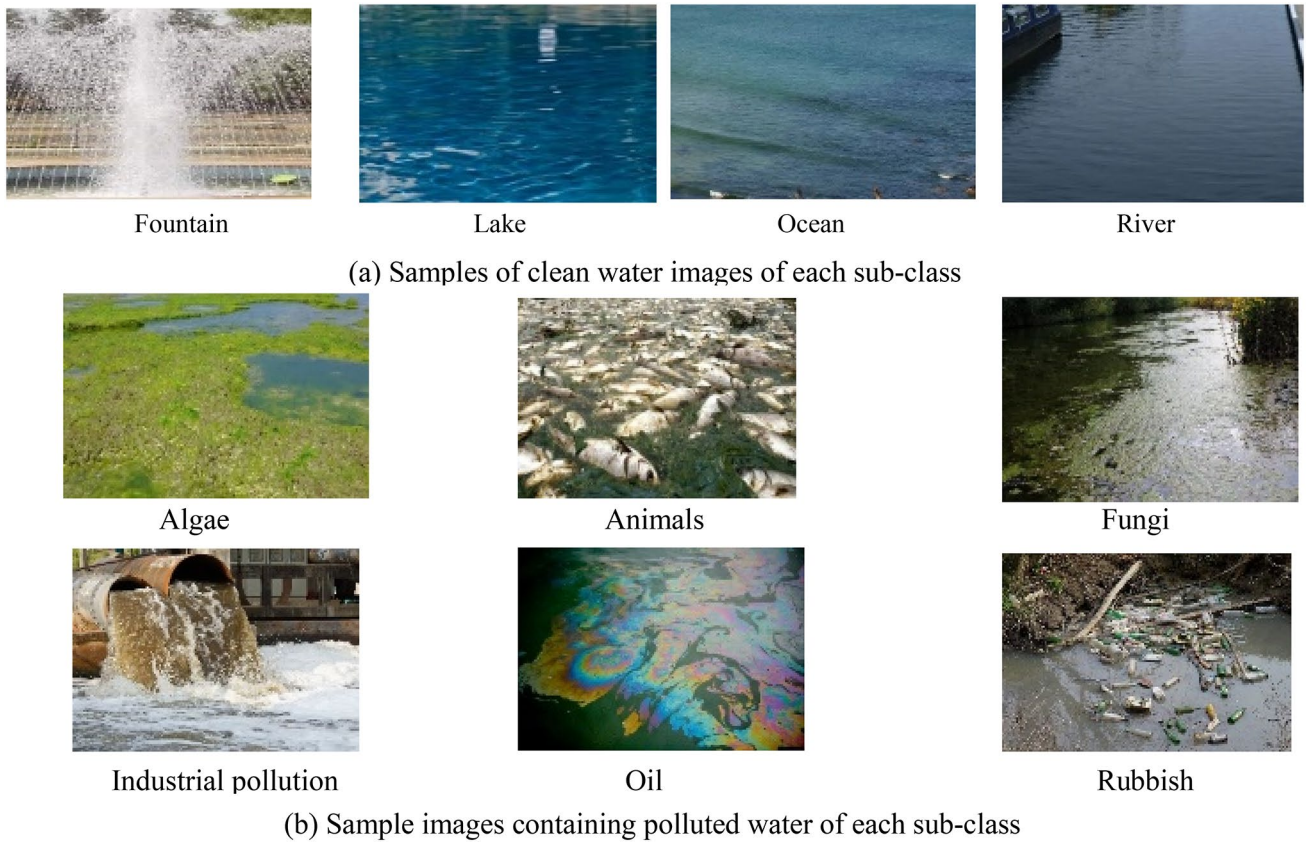 Fountain
Lake
Ocean
River
(a) Samples of clean water images of each sub-class
Algae
Animals
Fungi
Industrial pollution
Oil
Rubbish
(b) Sample images containing polluted water of each sub-class